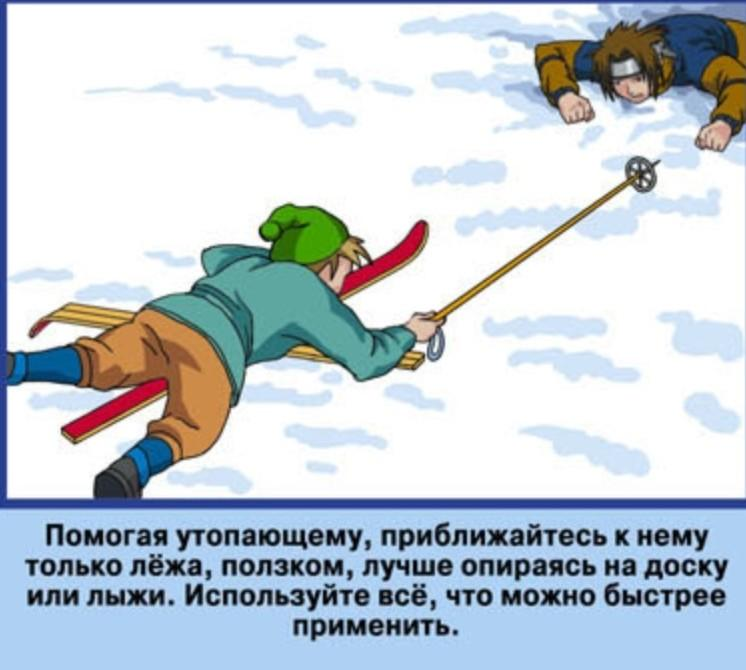 Помогая утопающему, приближайтесь к нему
только лёжа, ползком, лучше опираясь на доску
или лыжи. Используйте всё, что можно быстрее
применить.